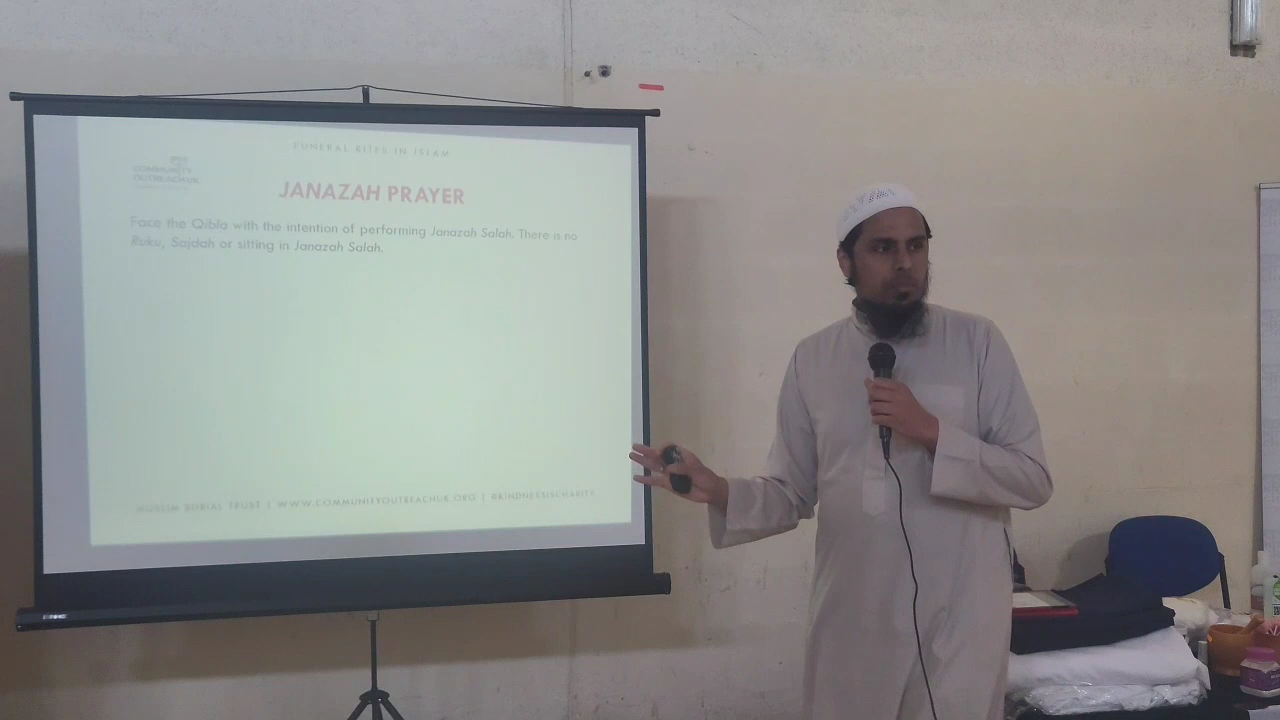 FUNERAL RITES IN ISLAM
COMMUNITY
OUTREACHUK
JANAZAH PRAYER
Face the Qibla with the intention of performing Janazah Salah. There is no
Ruku, Sajdah or sitting in Janazah Salah.
MUSLIM BURIAL TRUST | WWW.COMMUNITYOUTREACHUK.ORG | #KINDNESSISCHARITY